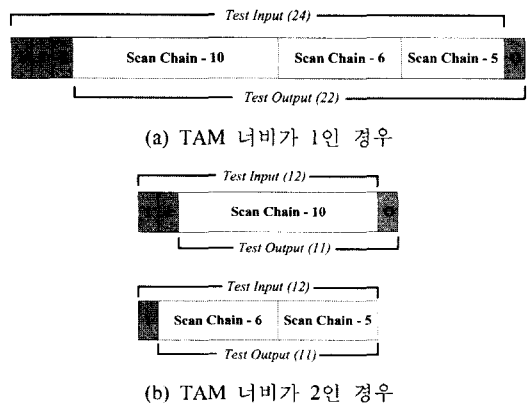 Test Input (24)
Scan Chain - 10 Scan Chain - 6 Scan Chain - 5
Test Output (22)
(a) TAM 너비가 1인 경우
Test Input (12)
Scan Chain - 10
Test Output (11)
Test Input (12)
Scan Chain - 6 Scan Chain - 5
Test Output (11)
(b) TAM 너비가 2인 경우